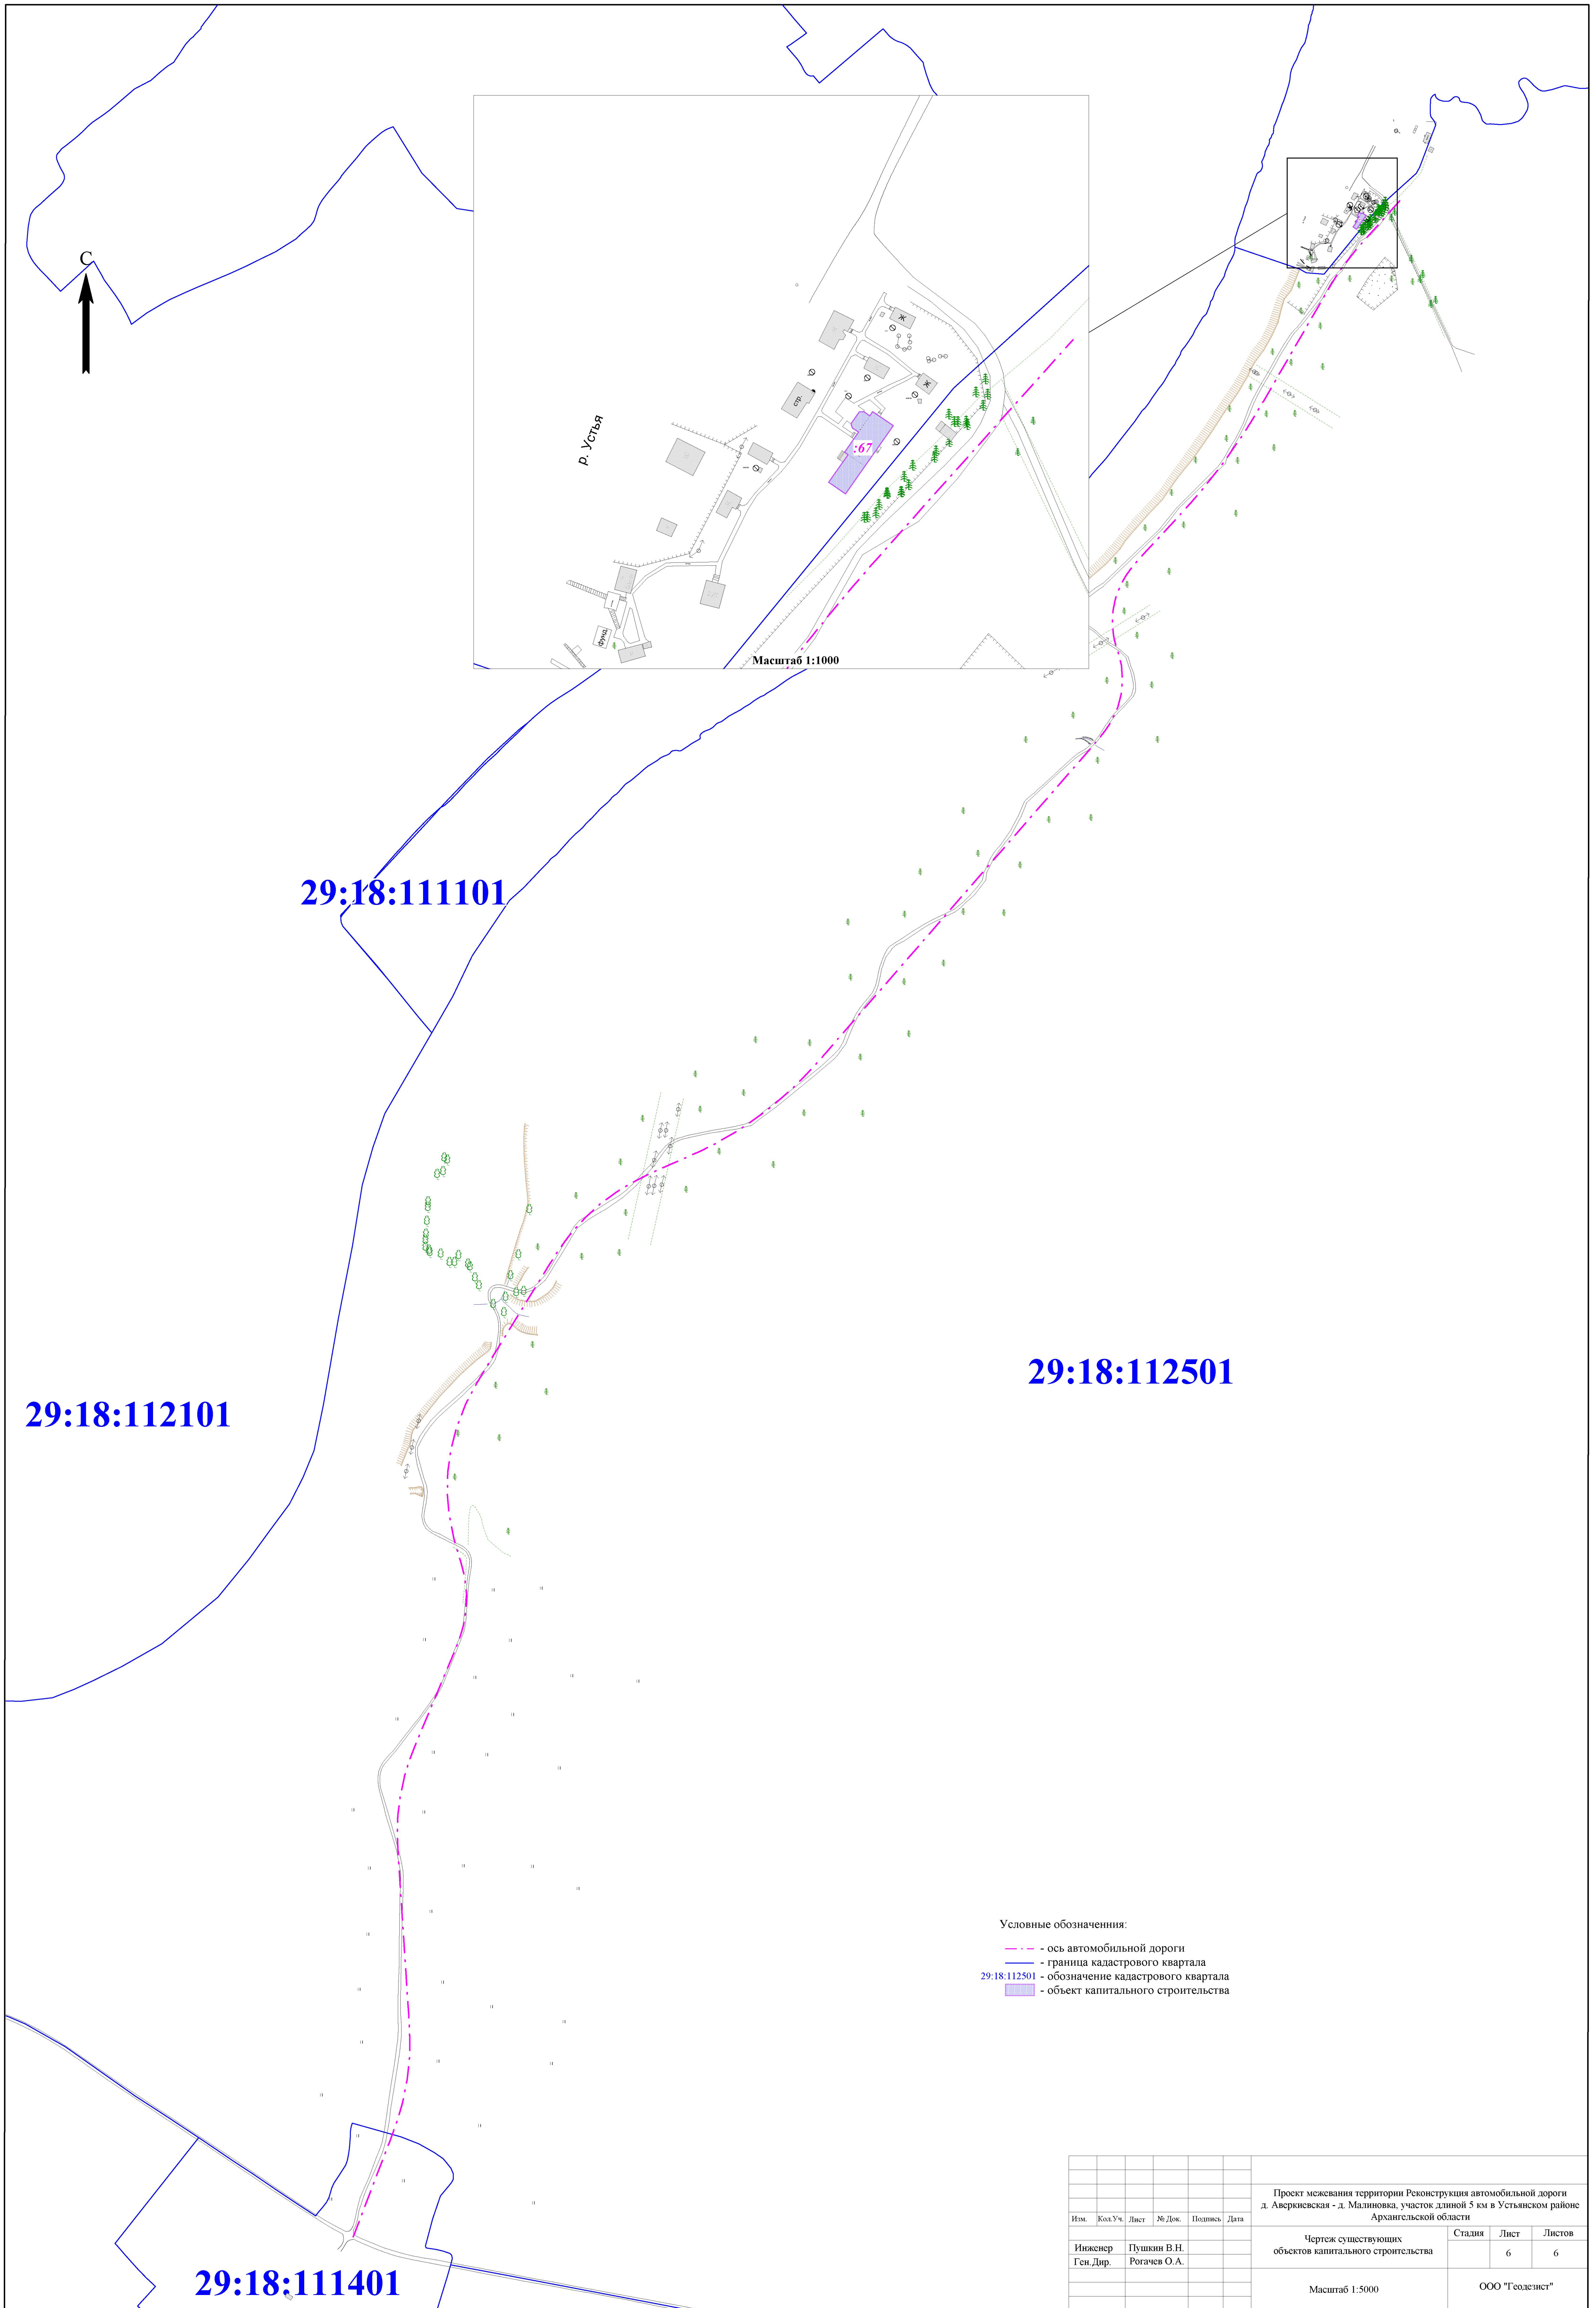 С
р. Устья
Ж
Ж
стр.
:67
фунд.
Масштаб 1:1000
29:18:111101
29:18:112501
29:18:112101
Условные обозначенния:
- ось автомобильной дороги
- граница кадастрового квартала
29:18:112501 - обозначение кадастрового квартала
- объект капитального строительства
29:18:111401
Проект межевания территории Реконструкция автомобильной дороги
д. Аверкиевская - д. Малиновка, участок длиной 5 км в Устьянском районе
Архангельской области
Изм. Кол.Уч. Лист № Док. Подпись Дата
Чертеж существующих
объектов капитального строительства
Стадия Лист Листов
6 6
Инженер Пушкин В.Н.
Ген.Дир. Рогачев О.А.
Масштаб 1:5000
ООО "Геодезист"